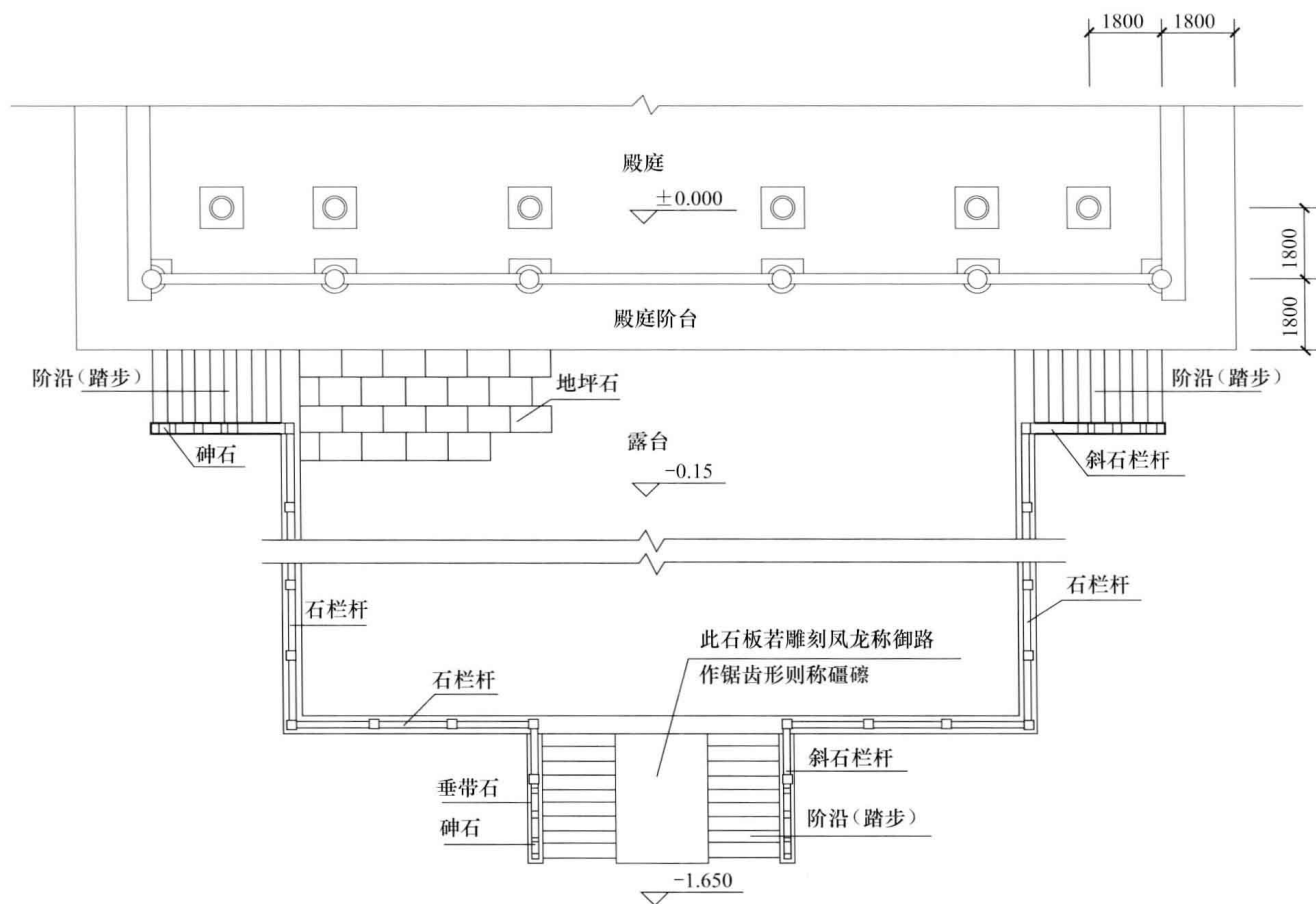 1800
1800
殿庭
±0.000
1800
1800
殿庭阶台
阶沿（踏步）
地坪石
阶沿（踏步）
砷石
露台
-0.15
斜石栏杆
石栏杆
石栏杆
此石板若雕刻凤龙称御路
作锯齿形则称礓礤
石栏杆
斜石栏杆
垂带石
阶沿（踏步）
砷石
-1.650